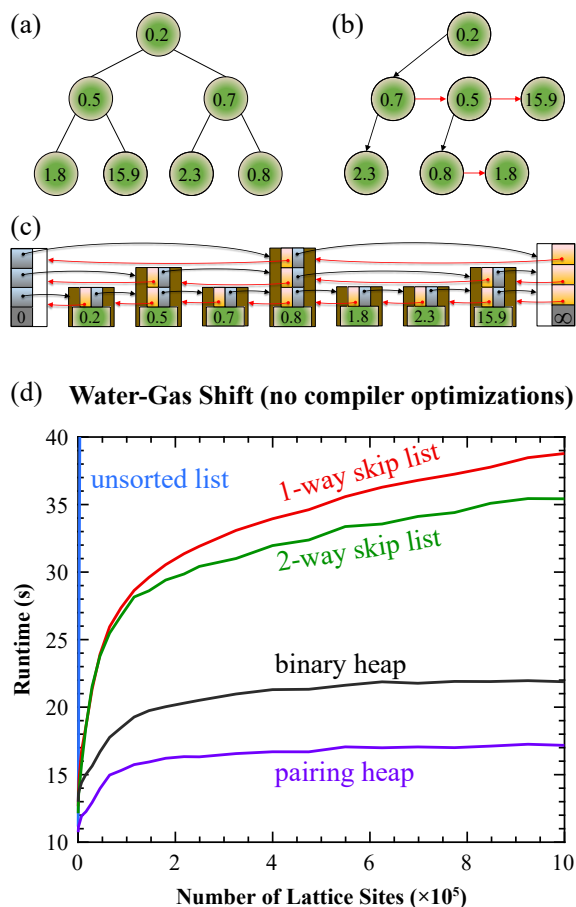 (a)
0.2
0.5 0.7
1.8 15.9 2.3 0.8
(b)
0.2
0.7 0.5 15.9
2.3 0.8 1.8
(c)
0 0.2 0.5 0.7 0.8 1.8 2.3 15.9 ∞
(d) Water-Gas Shift (no compiler optimizations)
40
35
30
25
20
15
10
Runtime (s)
unsorted list
1-way skip list
2-way skip list
binary heap
pairing heap
0 2 4 6 8 10
Number of Lattice Sites (×10⁵)